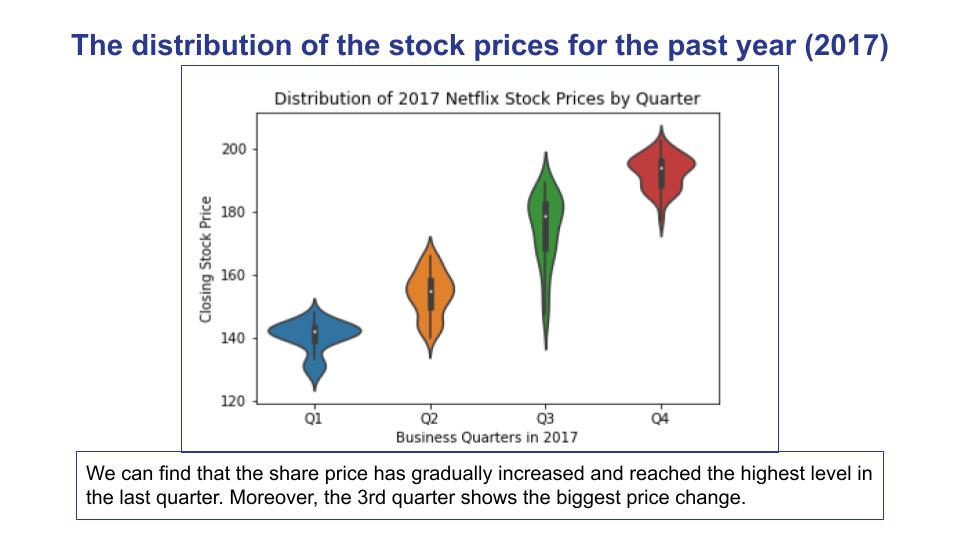 The distribution of the stock prices for the past year (2017)
Distribution of 2017 Netflix Stock Prices by Quarter
200
180
160
140
120
Closing Stock Price
Q1 Q2 Q3 Q4
Business Quarters in 2017
We can find that the share price has gradually increased and reached the highest level in
the last quarter. Moreover, the 3rd quarter shows the biggest price change.